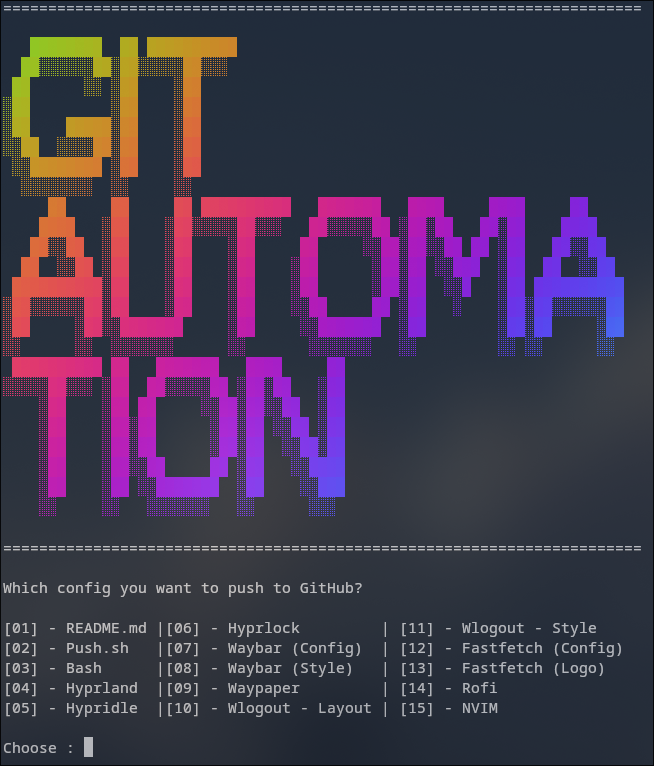 =======================================================================
GIT
AUTOMA
TION
=======================================================================
Which config you want to push to GitHub?
[01] - README.md |[06] - Hyprlock         | [11] - Wlogout - Style
[02] - Push.sh   |[07] - Waybar (Config)  | [12] - Fastfetch (Config)
[03] - Bash      |[08] - Waybar (Style)   | [13] - Fastfetch (Logo)
[04] - Hyprland  |[09] - Waypaper         | [14] - Rofi
[05] - Hypridle  |[10] - Wlogout - Layout | [15] - NVIM
Choose :